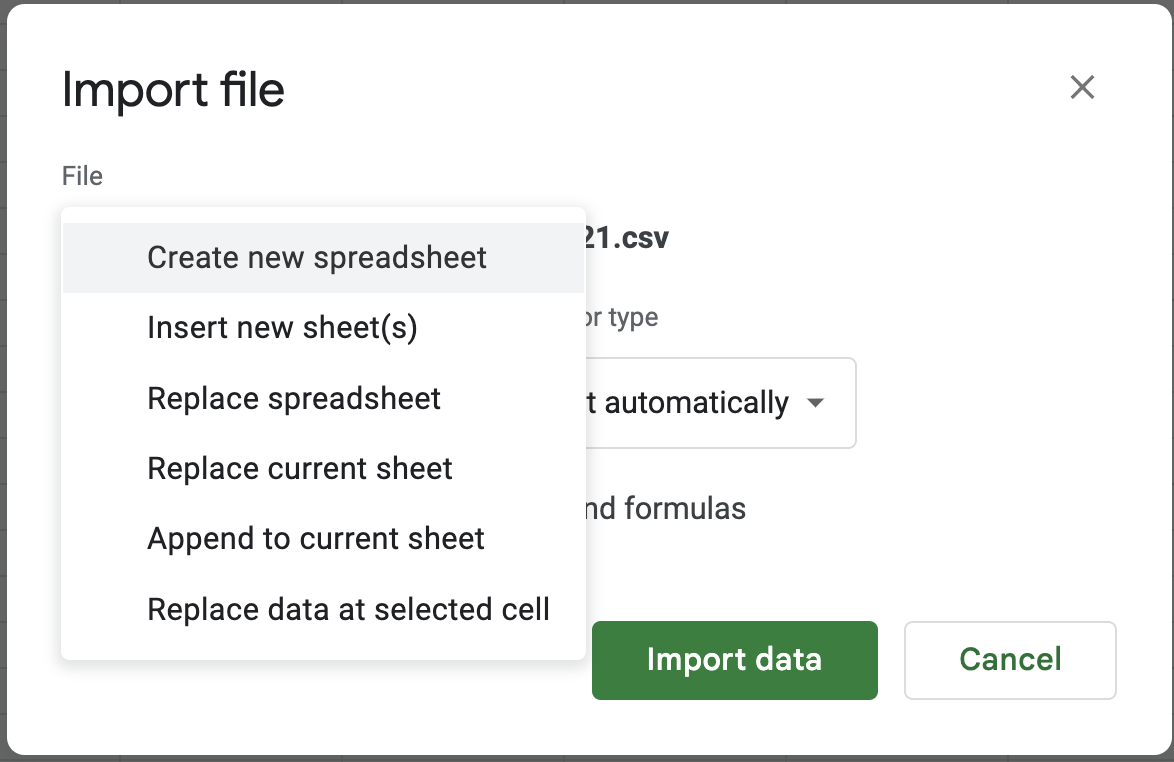 Import file
File
21.csv
Create new spreadsheet
Insert new sheet(s)
or type
Replace spreadsheet
t automatically
Replace current sheet
nd formulas
Append to current sheet
Replace data at selected cell
Import data
Cancel